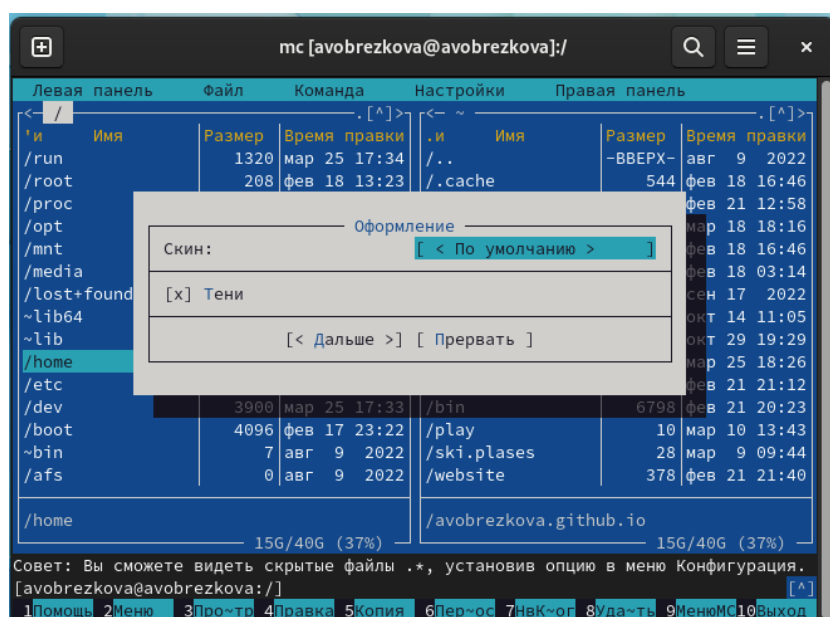 mc [avobrezkova@avobrezkova]:/
Левая панель Файл Команда Настройки Правая панель
<— / .[^]> <— ~ .[^]>
'и Имя Размер Время правки .и Имя Размер Время правки
/run 1320 мар 25 17:34 /.. -ВВЕРХ- авг 9 2022
/root 208 фев 18 13:23 /.cache 544 фев 18 16:46
/proc фев 21 12:58
/opt мар 18 18:16
/mnt фев 18 16:46
/media фев 18 03:14
/lost+found сен 17 2022
~lib64 окт 14 11:05
~lib окт 29 19:29
/home мар 25 18:26
/etc фев 21 21:12
/dev 3900 мар 25 17:33 /bin 6798 фев 21 20:23
/boot 4096 фев 17 23:22 /play 10 мар 10 13:43
~bin 7 авг 9 2022 /ski.plases 28 мар 9 09:44
/afs 0 авг 9 2022 /website 378 фев 21 21:40
Оформление
Скин: [ < По умолчанию > ]
[x] Тени
[< Дальше >] [ Прервать ]
/home /avobrezkova.github.io
15G/40G (37%) 15G/40G (37%)
Совет: Вы сможете видеть скрытые файлы .*, установив опцию в меню Конфигурация.
[avobrezkova@avobrezkova:/] [^]
1Помощь 2Меню 3Про~тр 4Правка 5Копия 6Пер~ос 7НвК~ог 8Уда~ть 9МенюМС 10Выход